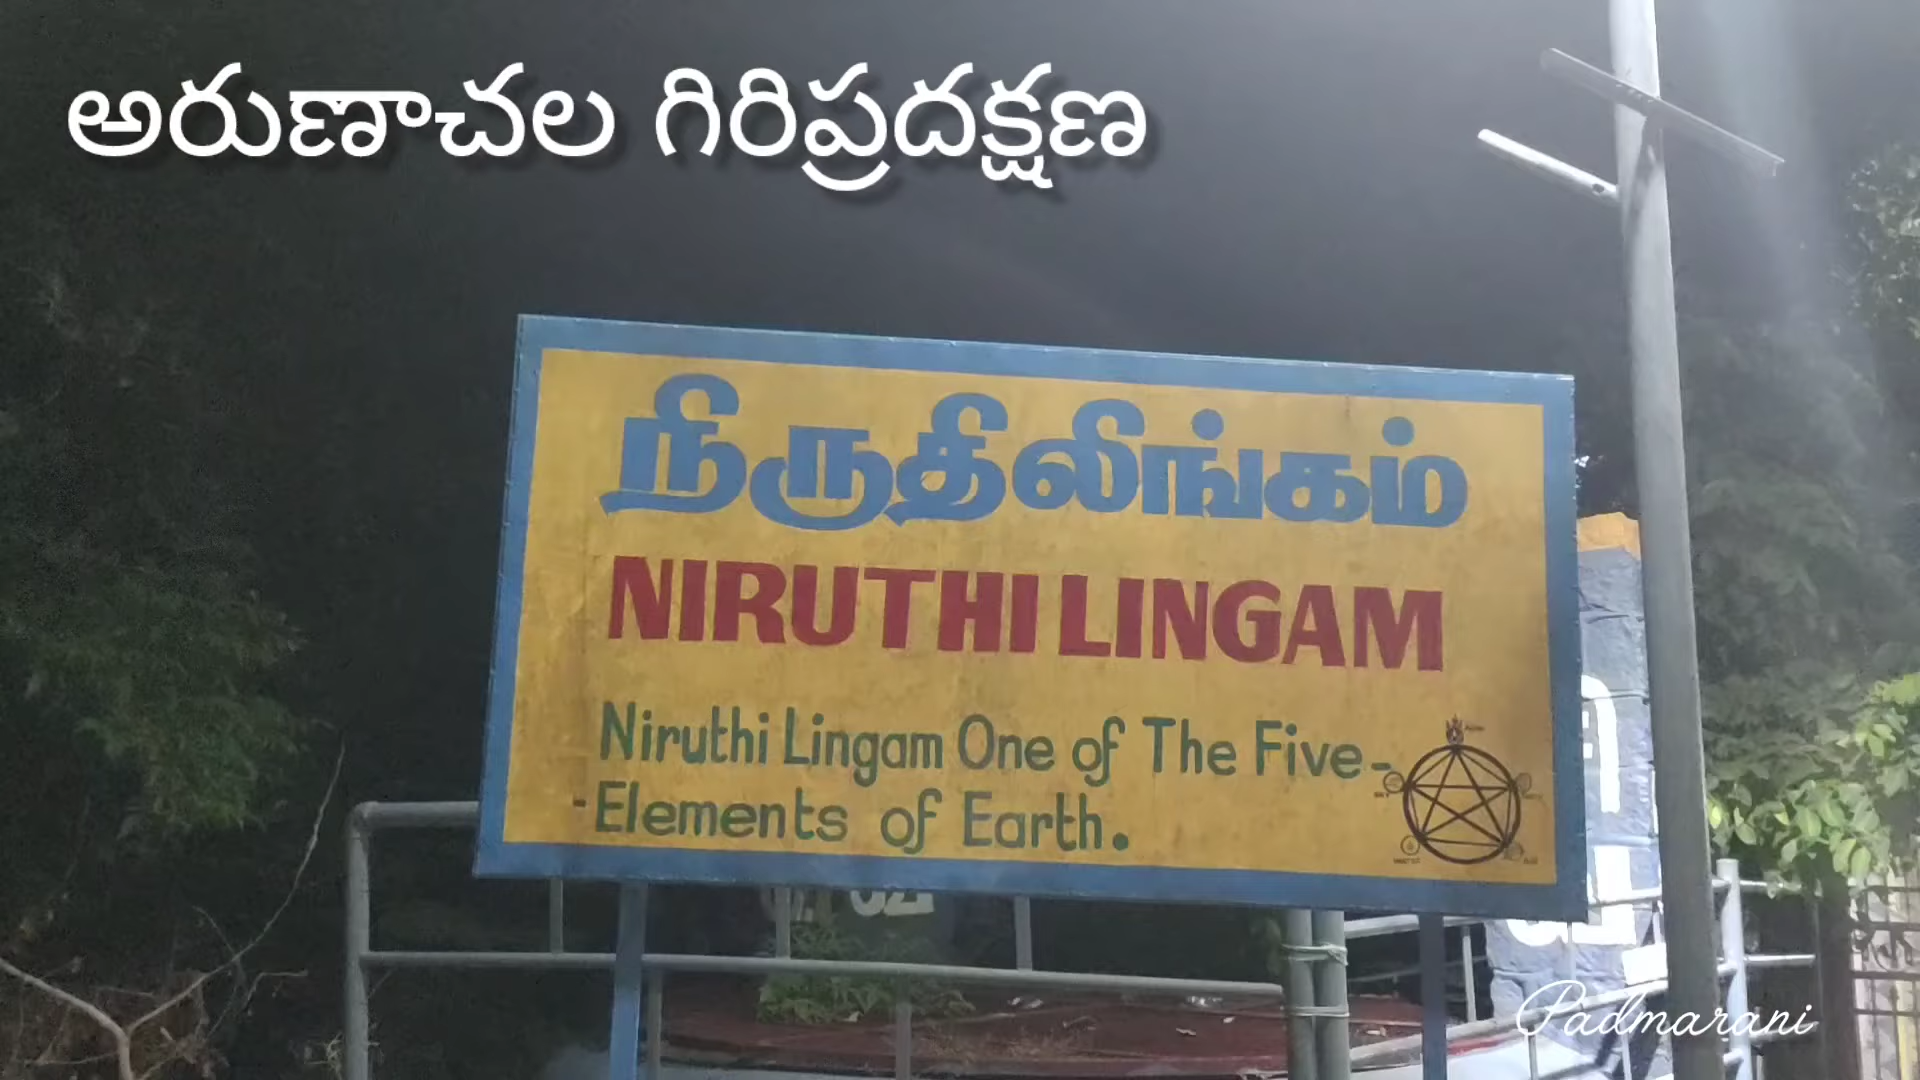 అరుణాచల గిరిప్రదక్షణ
நிருதிலிங்கம்
NIRUTHI LINGAM
Niruthi Lingam One of The Five-
-Elements of Earth.
Padmarani